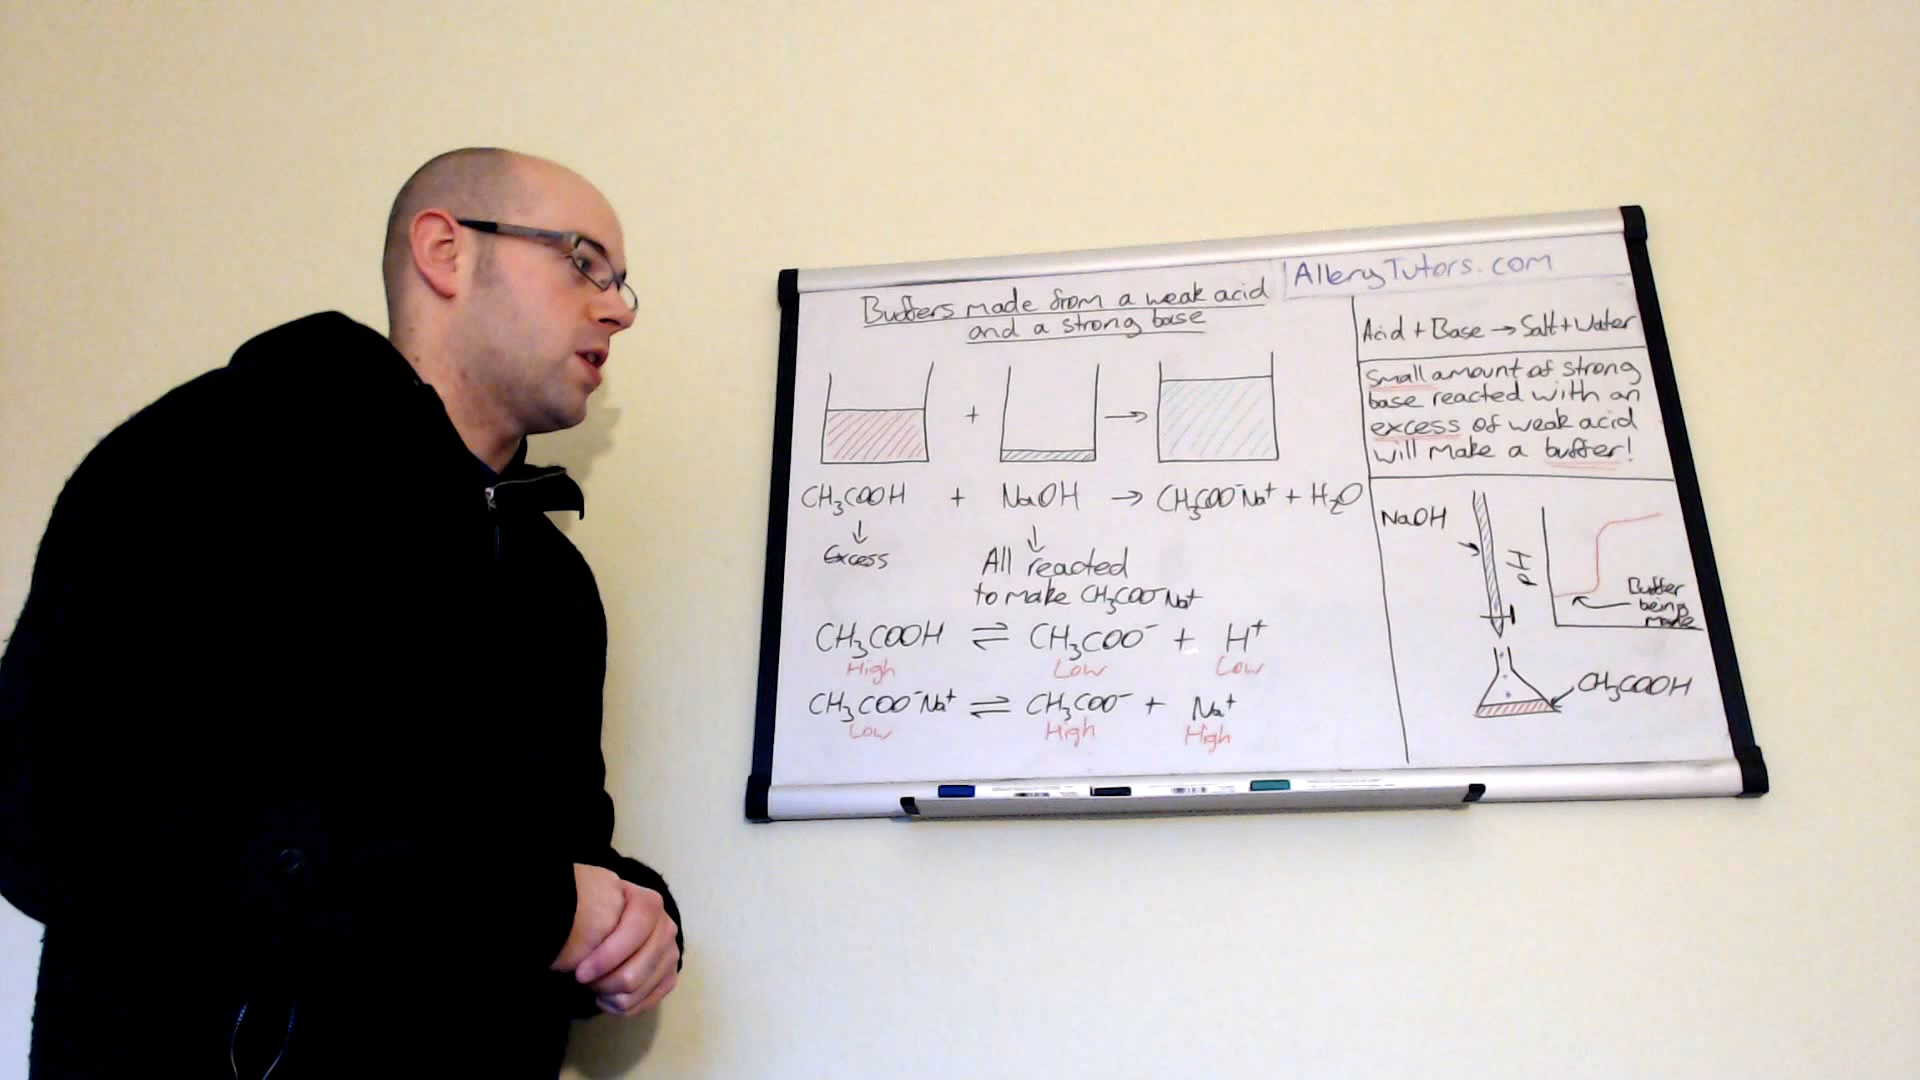 Buffers made from a weak acid
and a strong base
+ →
CH₃COOH + NaOH → CH₃COO⁻Na⁺ + H₂O
↓ ↓
Excess
All reacted
to make CH₃COO⁻Na⁺
CH₃COOH ⇌ CH₃COO⁻ + H⁺
High Low Low
CH₃COO⁻Na⁺ ⇌ CH₃COO⁻ + Na⁺
Low High High
AlleryTutors.com
Acid + Base → Salt + Water
Small amount of strong
base reacted with an
excess of weak acid
will make a buffer!
NaOH
pH
Buffer
being
made
CH₃COOH